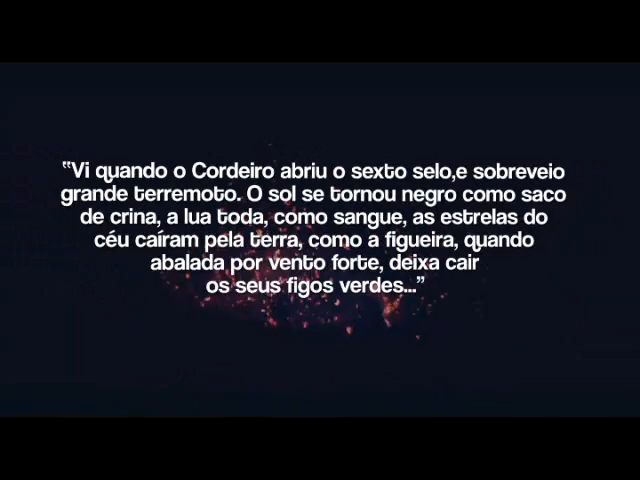 “Vi quando o Cordeiro abriu o sexto selo,e sobreveio
grande terremoto. O sol se tornou negro como saco
de crina, a lua toda, como sangue, as estrelas do
céu caíram pela terra, como a figueira, quando
abalada por vento forte, deixa cair
os seus figos verdes...”